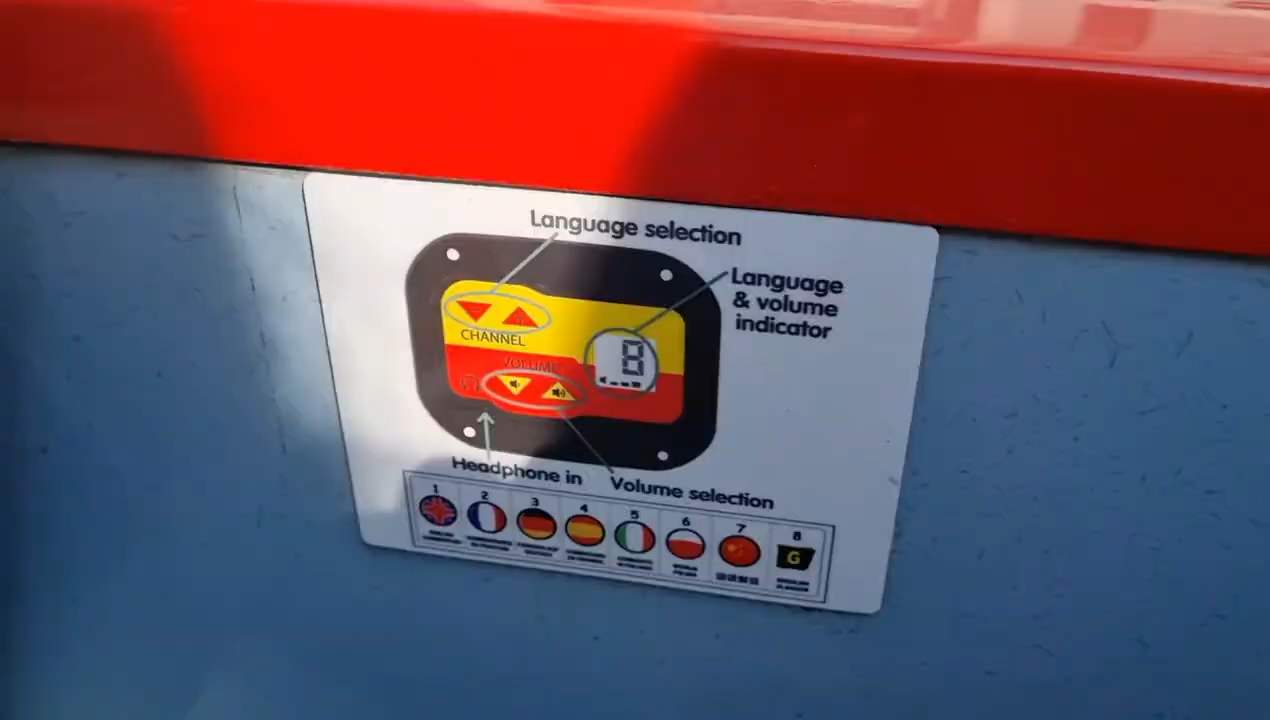 Language selection
Language
& volume
indicator
CHANNEL
VOLUME
8
Headphone in
Volume selection
1 2 3 4 5 6 7 8
G